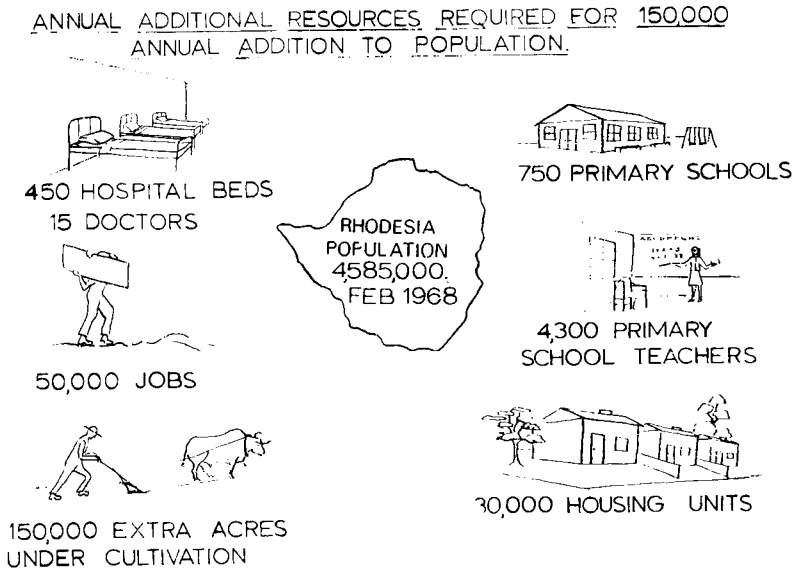 ANNUAL ADDITIONAL RESOURCES REQUIRED FOR 150,000
ANNUAL ADDITION TO POPULATION.
450 HOSPITAL BEDS
15 DOCTORS
750 PRIMARY SCHOOLS
RHODESIA
POPULATION
4,585,000.
FEB 1968
4,300 PRIMARY
SCHOOL TEACHERS
50,000 JOBS
30,000 HOUSING UNITS
150,000 EXTRA ACRES
UNDER CULTIVATION